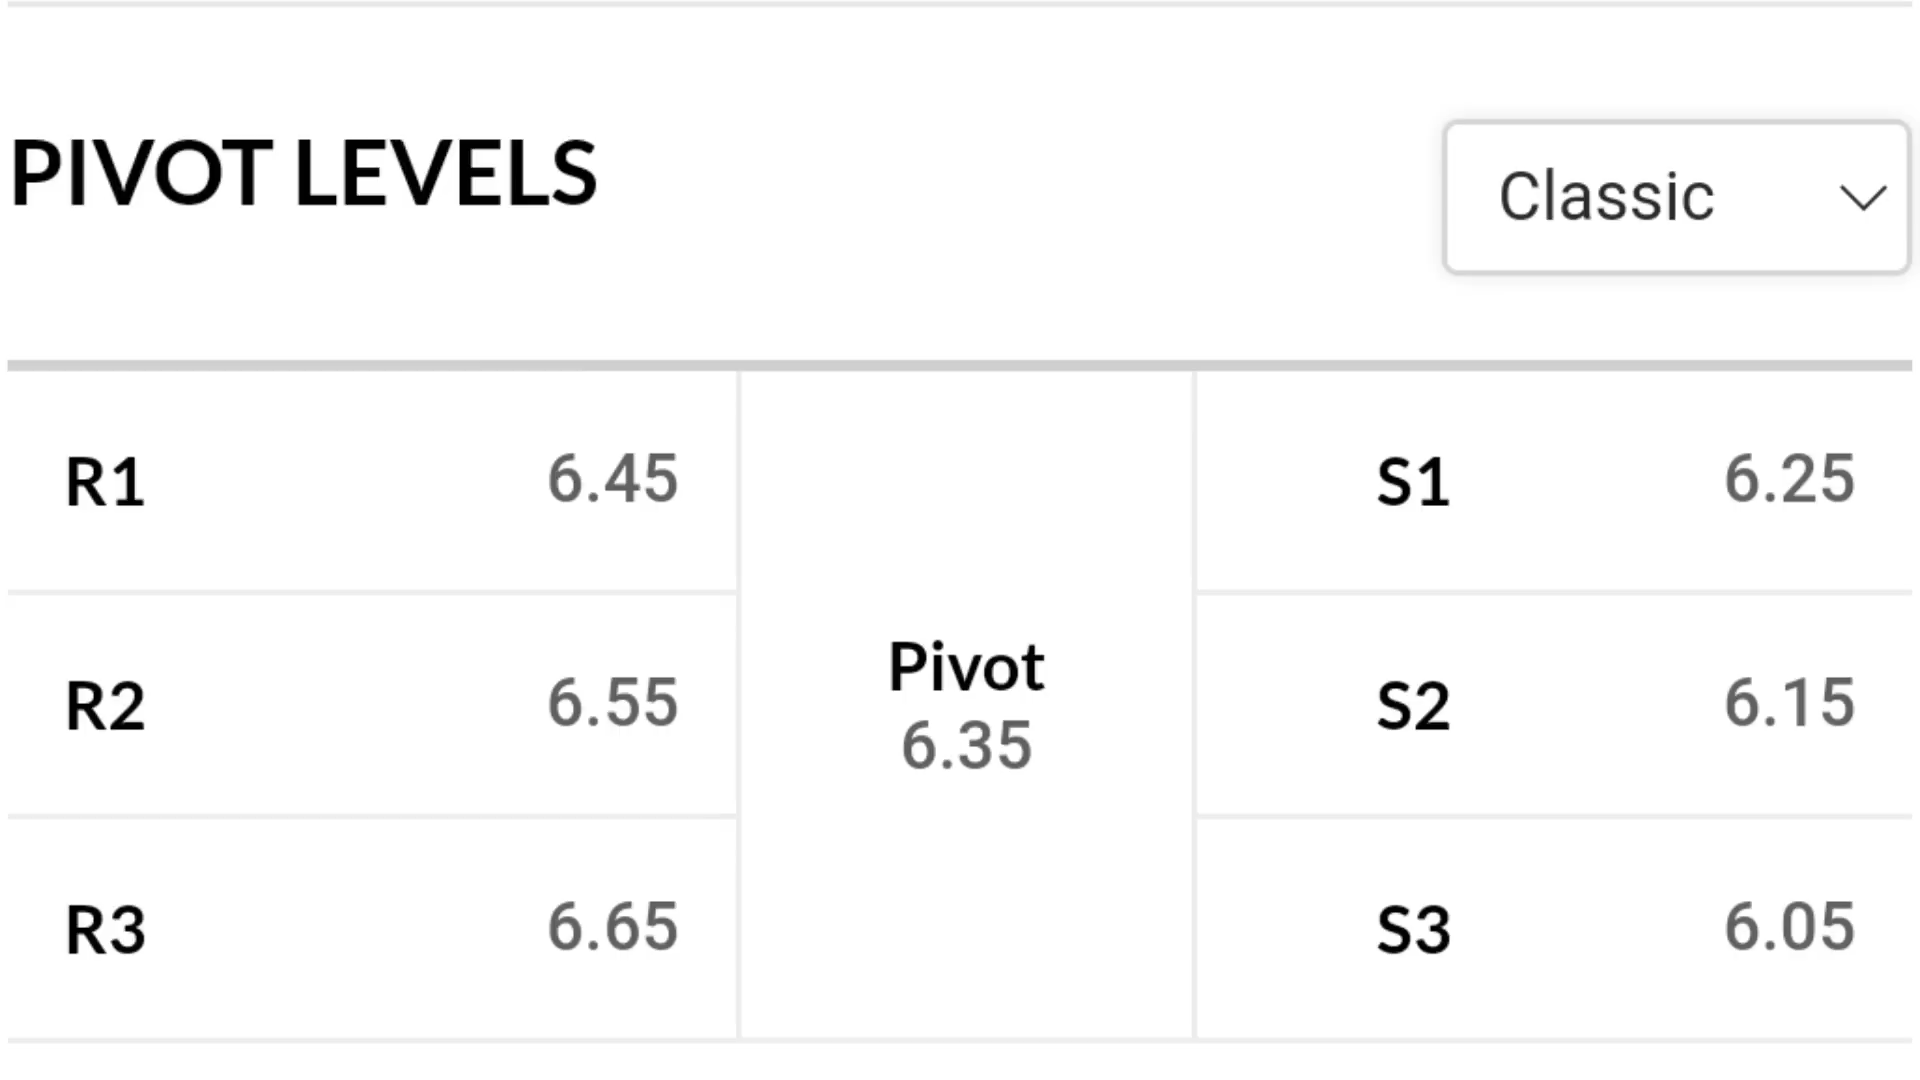 PIVOT LEVELS
Classic
R1 6.45
S1 6.25
R2 6.55
Pivot
6.35
S2 6.15
R3 6.65
S3 6.05